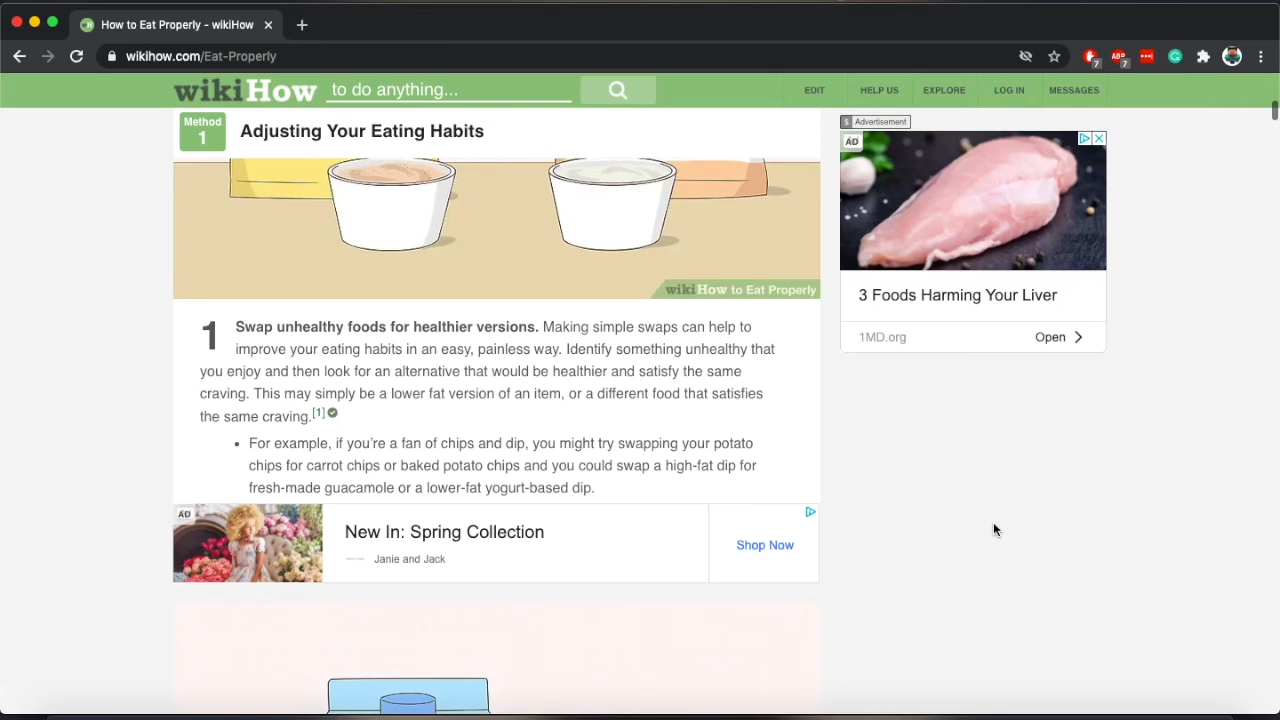 How to Eat Properly - wikiHow
wikihow.com/Eat-Properly
7
ABP
7
wikiHow to do anything...
EDIT
HELP US
EXPLORE
LOG IN
MESSAGES
Method
1
Adjusting Your Eating Habits
wikiHow to Eat Properly
1 Swap unhealthy foods for healthier versions. Making simple swaps can help to
improve your eating habits in an easy, painless way. Identify something unhealthy that
you enjoy and then look for an alternative that would be healthier and satisfy the same
craving. This may simply be a lower fat version of an item, or a different food that satisfies
the same craving.[1]
• For example, if you’re a fan of chips and dip, you might try swapping your potato
chips for carrot chips or baked potato chips and you could swap a high-fat dip for
fresh-made guacamole or a lower-fat yogurt-based dip.
AD
New In: Spring Collection
Janie and Jack
Shop Now
$ Advertisement
AD
3 Foods Harming Your Liver
1MD.org
Open